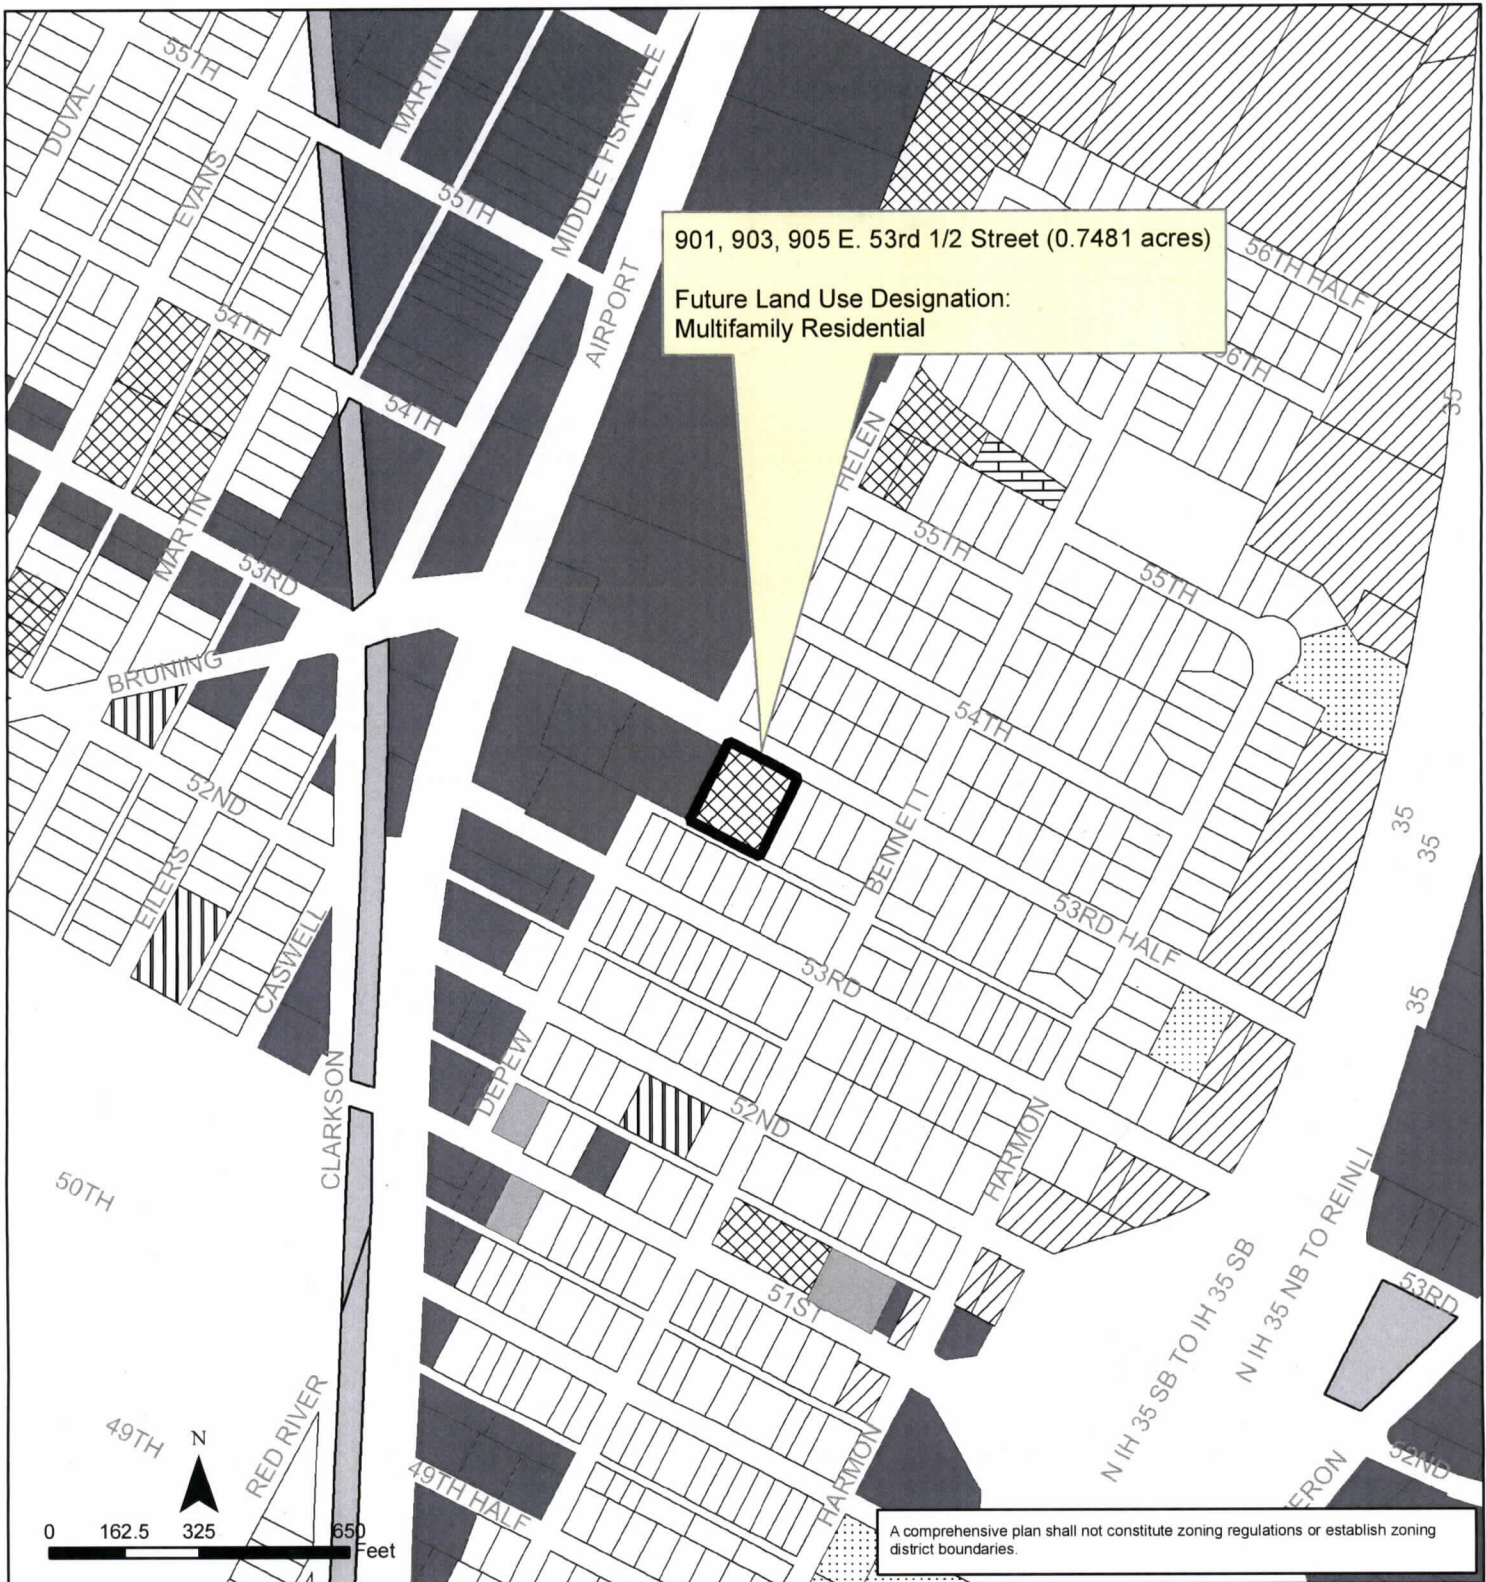 55TH
DUVAL
MARTIN
MIDDLE FISKVILLE
EVANS
55TH
901, 903, 905 E. 53rd 1/2 Street (0.7481 acres)
Future Land Use Designation:
Multifamily Residential
56TH HALF
AIRPORT
54TH
56TH
54TH
35
HELEN
MARTIN
55TH
53RD
55TH
BRUNING
54TH
52ND
BENNETT
35
35
EILERS
53RD HALF
CASWELL
53RD
35
DEPEW
CLARKSON
52ND
HARMON
50TH
N IH 35 SB TO IH 35 SB
N IH 35 NB TO REINLI
51ST
53RD
RED RIVER
49TH
N
49TH HALF
HARMON
52ND
ERON
0 162.5 325 650
Feet
A comprehensive plan shall not constitute zoning regulations or establish zoning
district boundaries.